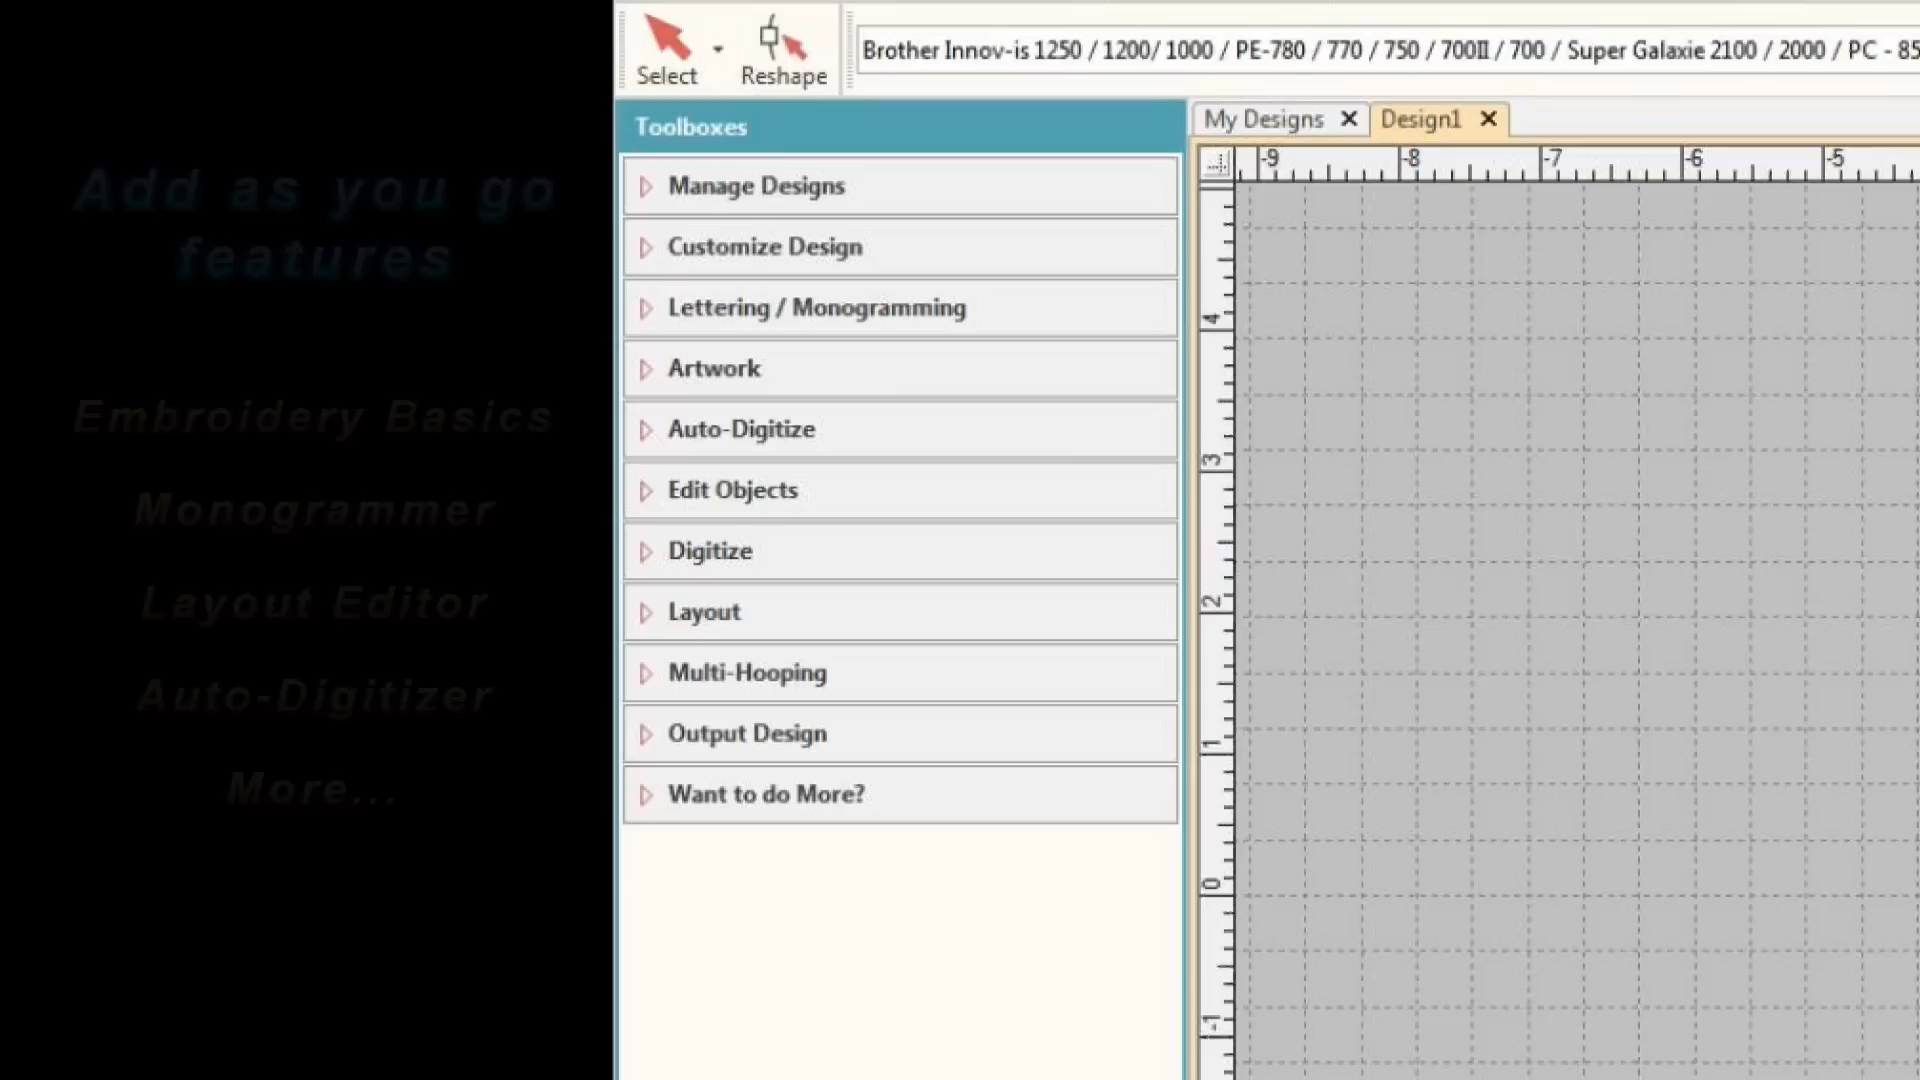 Add as you go
features
Embroidery Basics
Monogrammer
Layout Editor
Auto-Digitizer
More...
Select
Reshape
Brother Innov-is 1250 / 1200/ 1000 / PE-780 / 770 / 750 / 700II / 700 / Super Galaxie 2100 / 2000 / PC - 85
Toolboxes
Manage Designs
Customize Design
Lettering / Monogramming
Artwork
Auto-Digitize
Edit Objects
Digitize
Layout
Multi-Hooping
Output Design
Want to do More?
My Designs X Design1 X
-9 -8 -7 -6 -5
4
3
2
1
0
-1